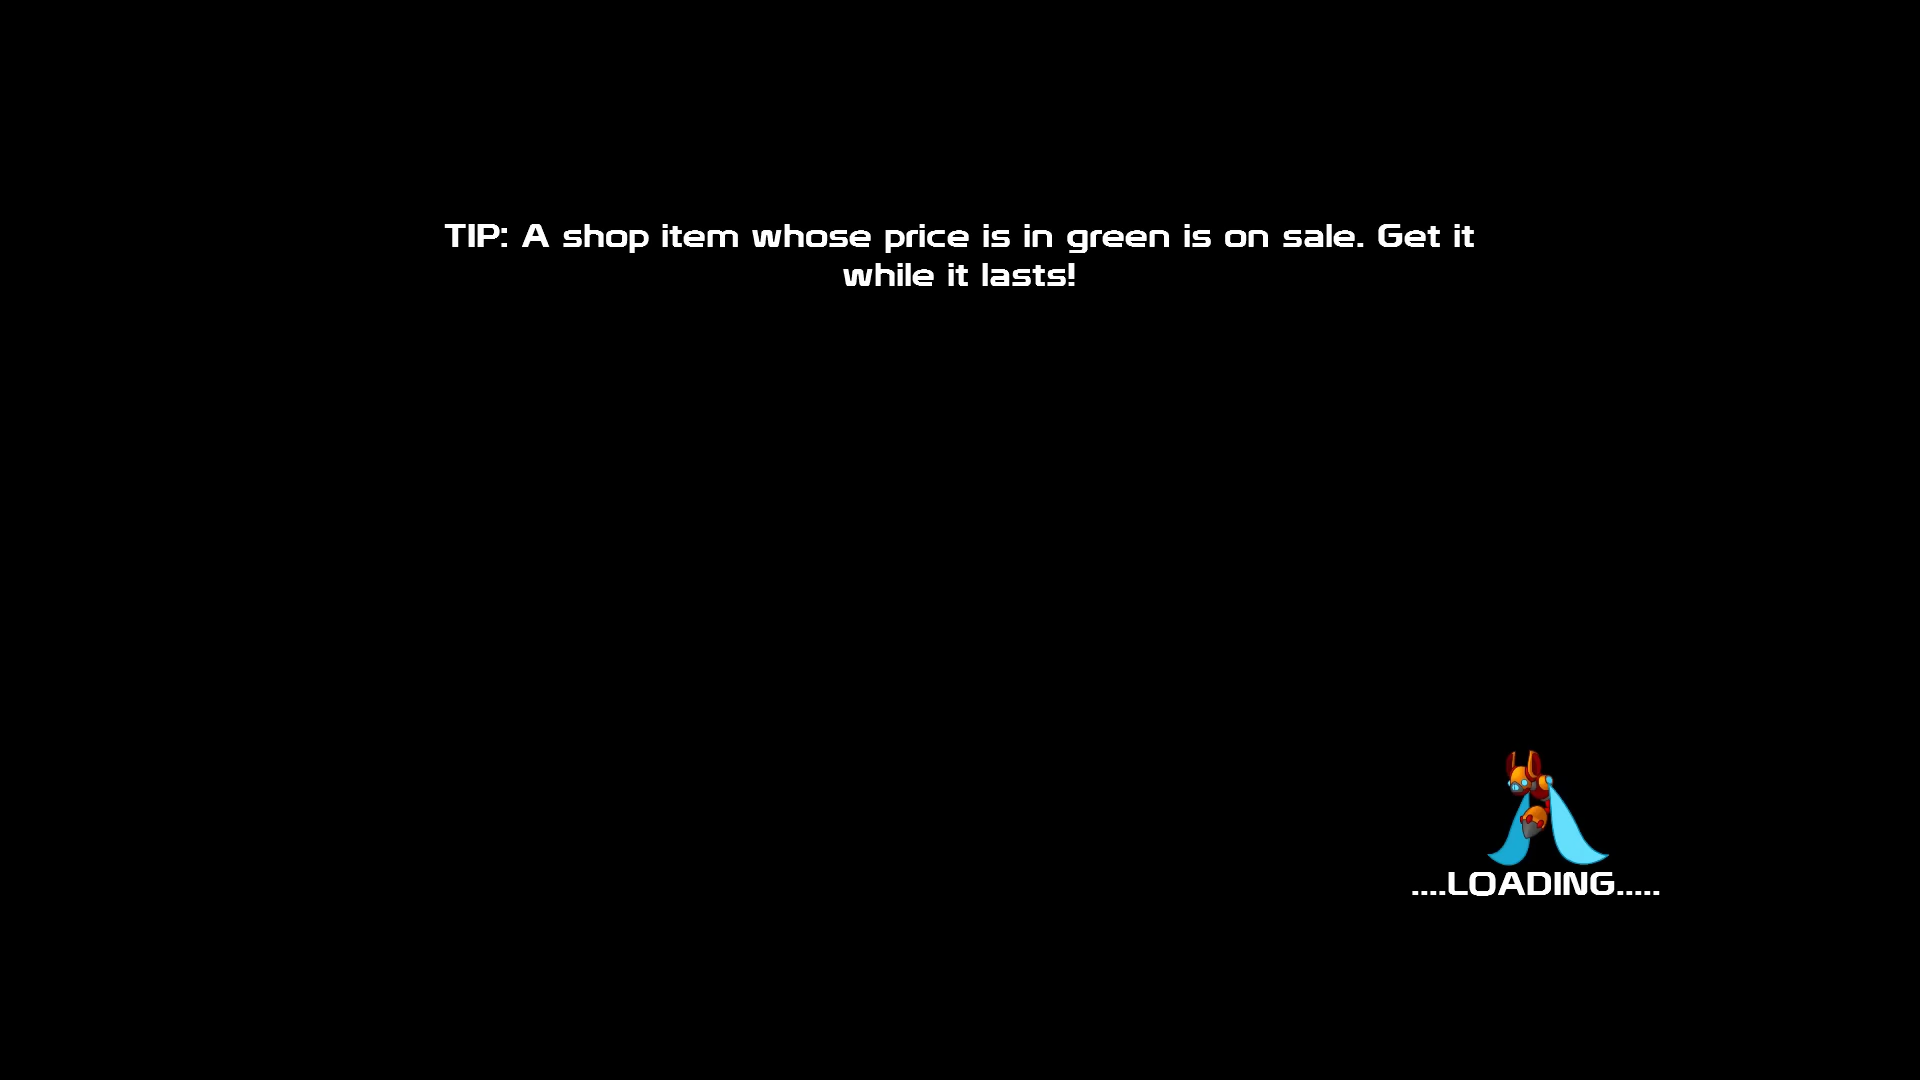 TIP: A shop item whose price is in green is on sale. Get it
while it lasts!
....LOADING.....